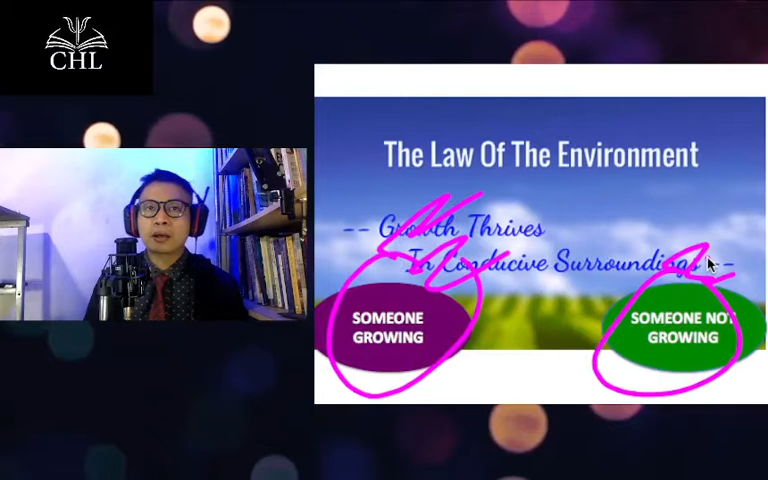 CHL
The Law Of The Environment
-- Growth Thrives
In Conducive Surroundings --
SOMEONE
GROWING
SOMEONE NOT
GROWING